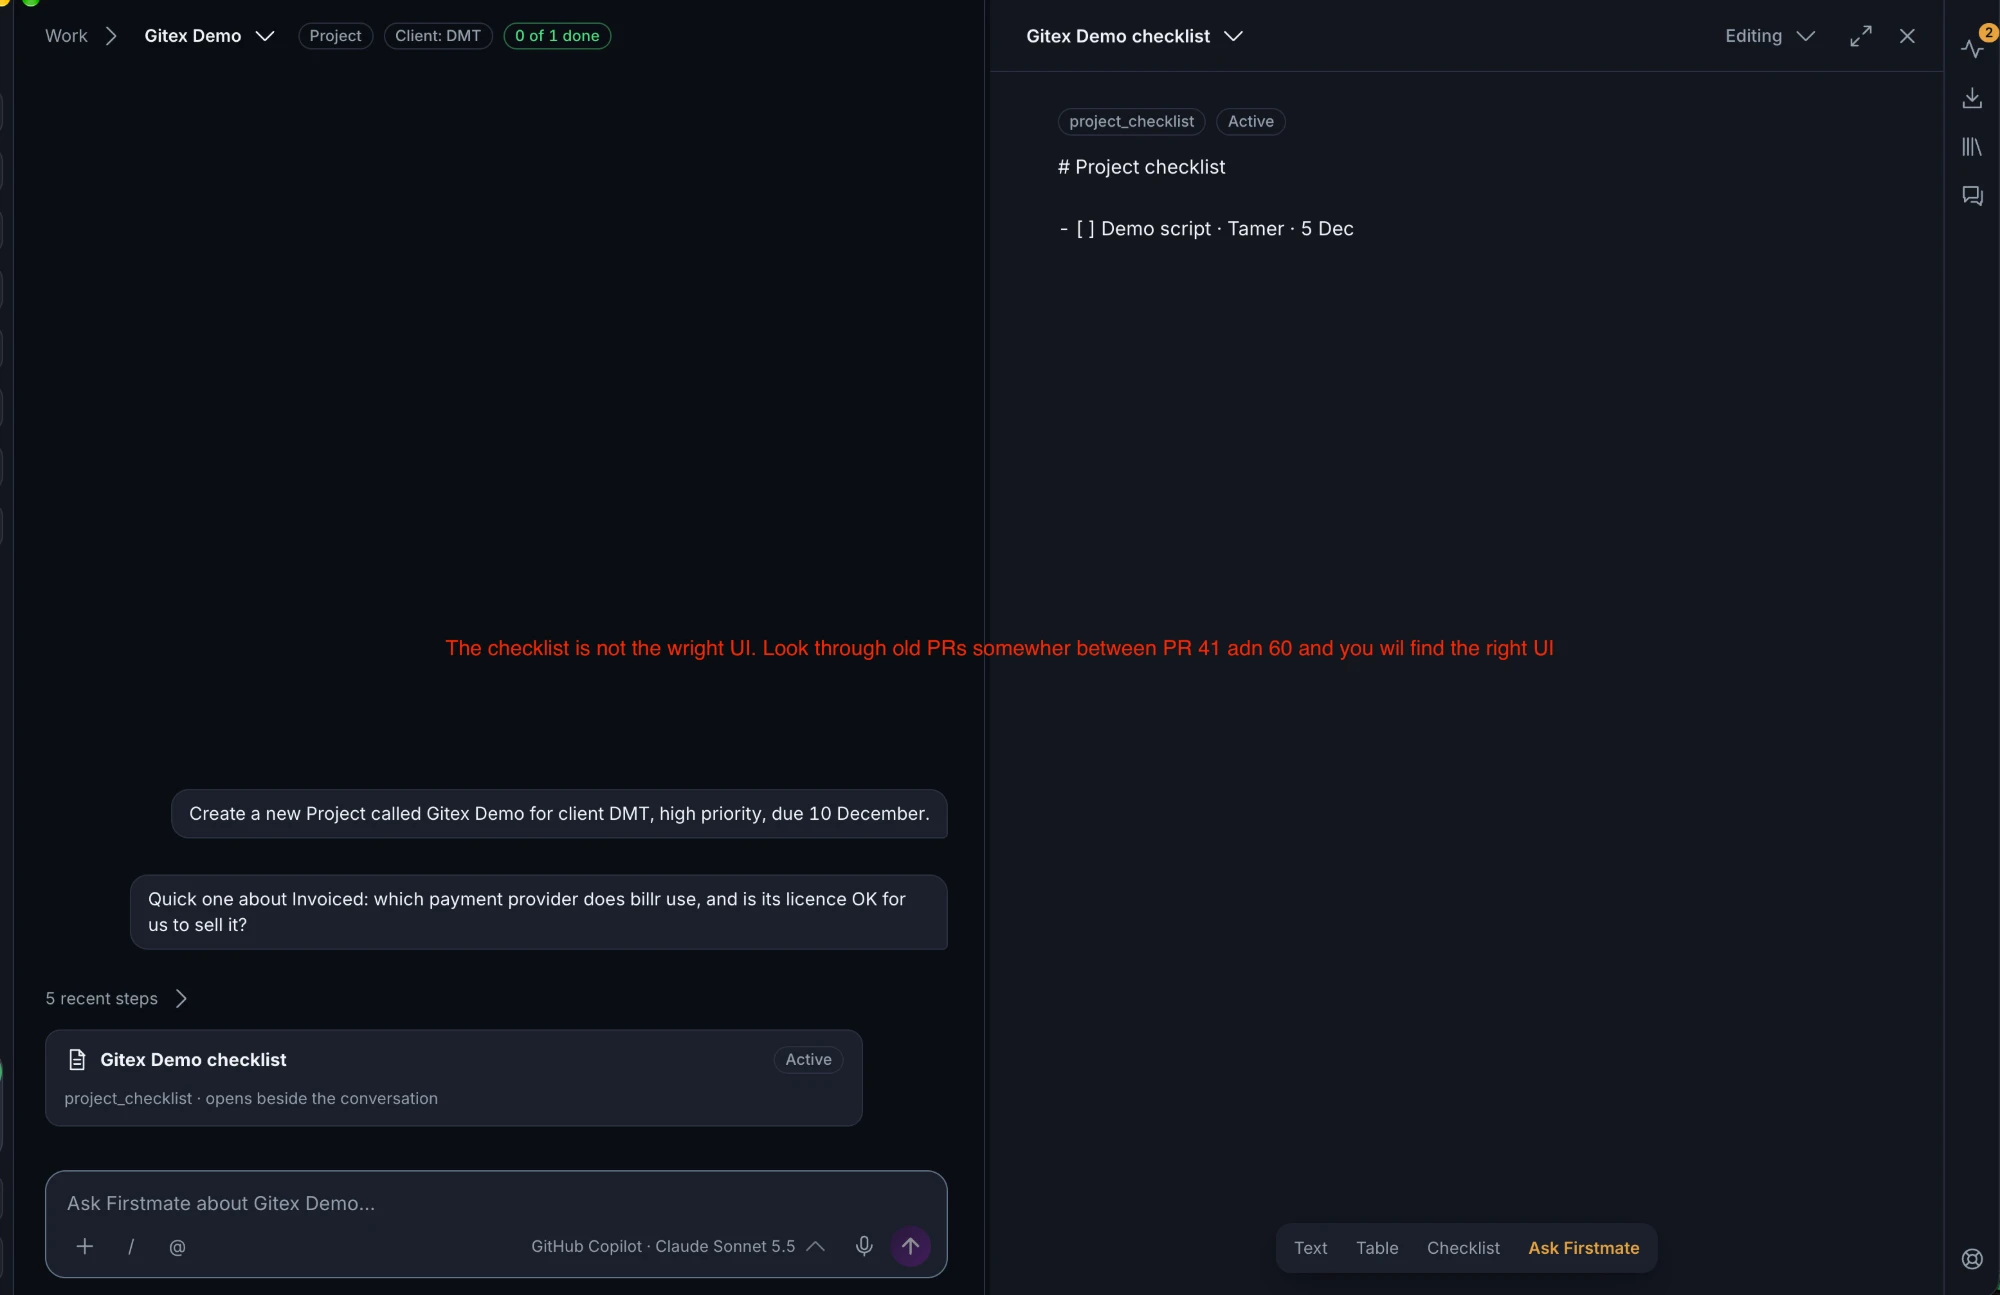 Work
Gitex Demo
Project
Client: DMT
0 of 1 done
Gitex Demo checklist
Editing
2
project_checklist
Active
# Project checklist
- [ ] Demo script · Tamer · 5 Dec
The checklist is not the wright UI. Look through old PRs somewher between PR 41 adn 60 and you wil find the right UI
Create a new Project called Gitex Demo for client DMT, high priority, due 10 December.
Quick one about Invoiced: which payment provider does billr use, and is its licence OK for
us to sell it?
5 recent steps
Gitex Demo checklist
Active
project_checklist · opens beside the conversation
Ask Firstmate about Gitex Demo...
+ / @
GitHub Copilot · Claude Sonnet 5.5
Text
Table
Checklist
Ask Firstmate